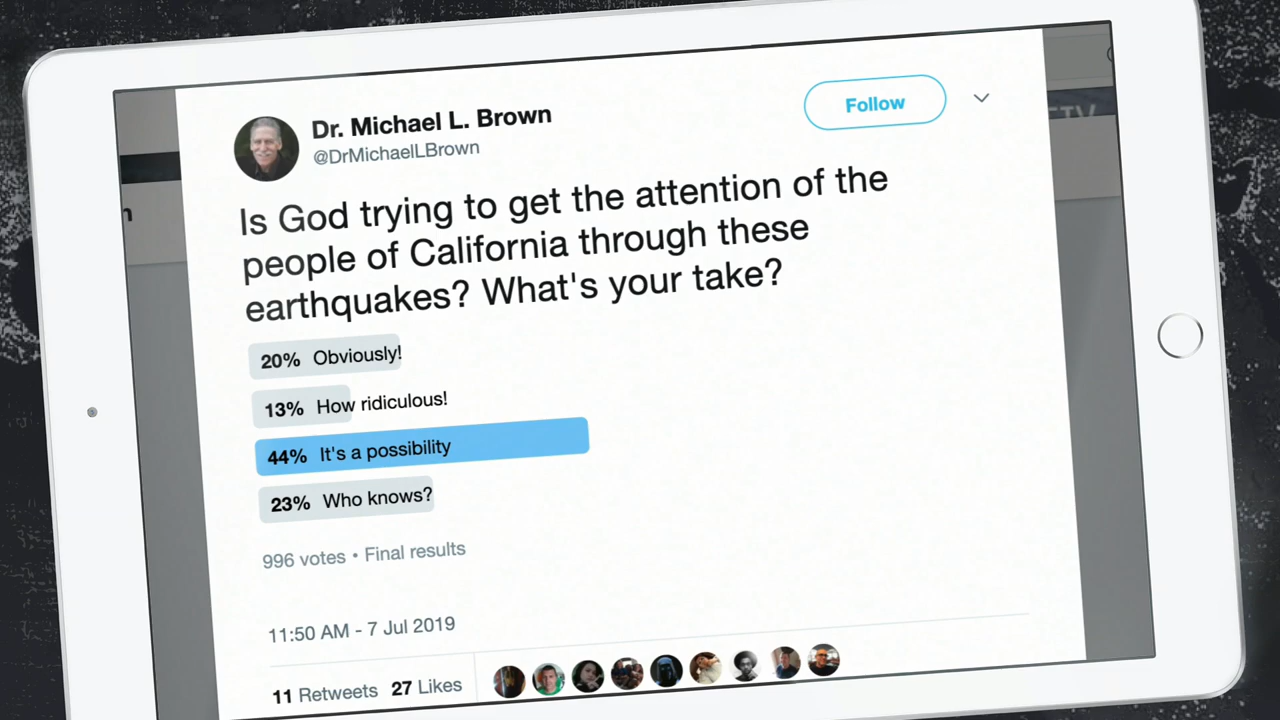 Dr. Michael L. Brown
@DrMichaelLBrown
Follow
Is God trying to get the attention of the
people of California through these
earthquakes? What's your take?
20% Obviously!
13% How ridiculous!
44% It's a possibility
23% Who knows?
996 votes • Final results
11:50 AM - 7 Jul 2019
11 Retweets 27 Likes